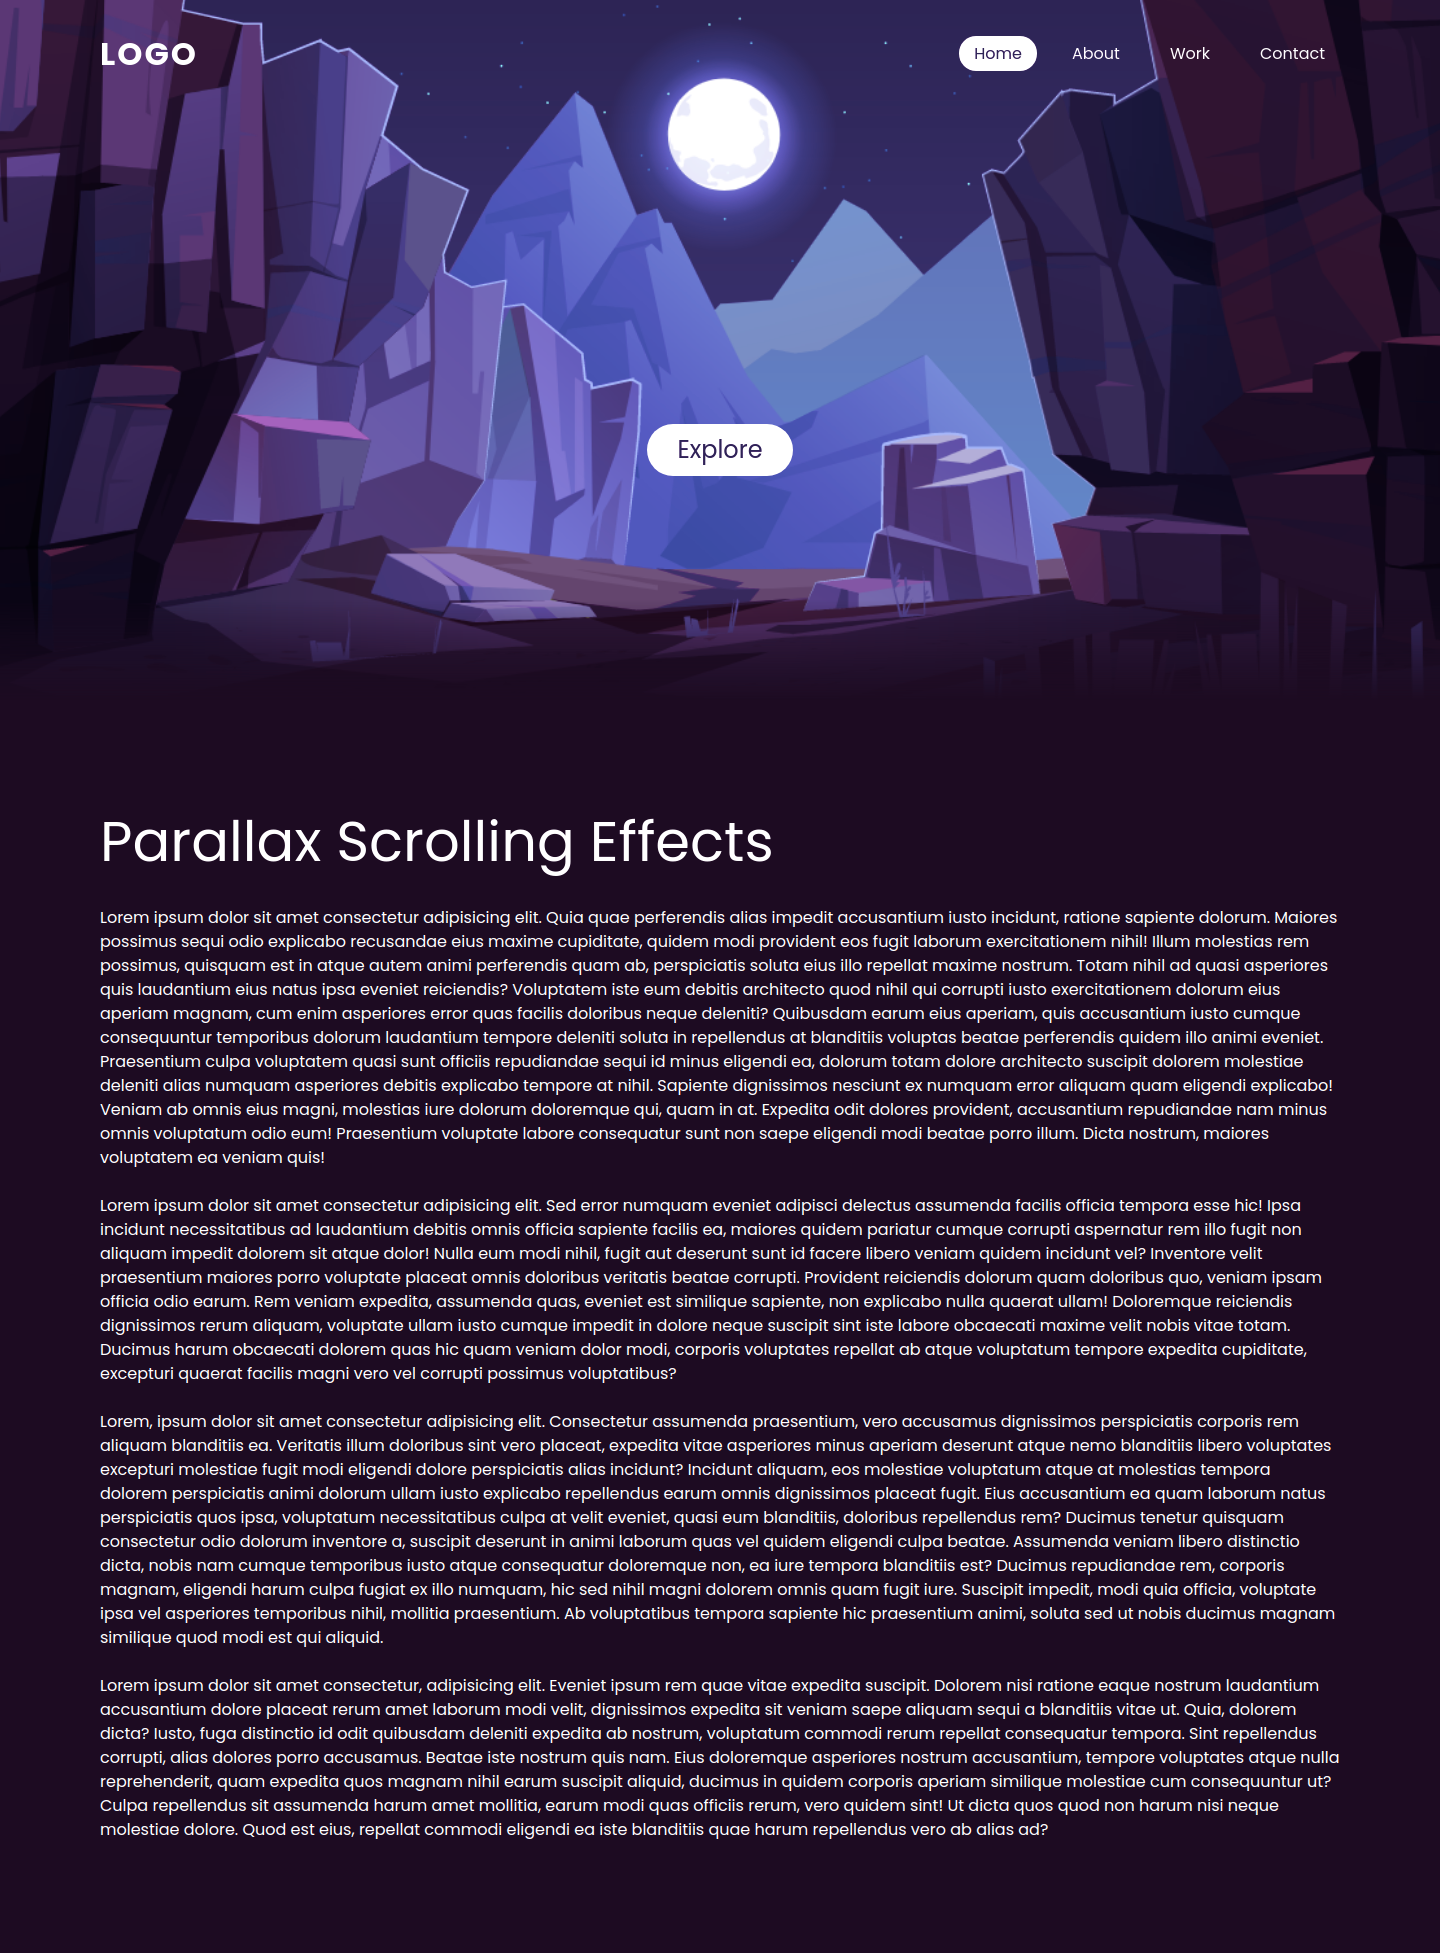 LOGO
Home About Work Contact
Explore
Parallax Scrolling Effects
Lorem ipsum dolor sit amet consectetur adipisicing elit. Quia quae perferendis alias impedit accusantium iusto incidunt, ratione sapiente dolorum. Maiores
possimus sequi odio explicabo recusandae eius maxime cupiditate, quidem modi provident eos fugit laborum exercitationem nihil! Illum molestias rem
possimus, quisquam est in atque autem animi perferendis quam ab, perspiciatis soluta eius illo repellat maxime nostrum. Totam nihil ad quasi asperiores
quis laudantium eius natus ipsa eveniet reiciendis? Voluptatem iste eum debitis architecto quod nihil qui corrupti iusto exercitationem dolorum eius
aperiam magnam, cum enim asperiores error quas facilis doloribus neque deleniti? Quibusdam earum eius aperiam, quis accusantium iusto cumque
consequuntur temporibus dolorum laudantium tempore deleniti soluta in repellendus at blanditiis voluptas beatae perferendis quidem illo animi eveniet.
Praesentium culpa voluptatem quasi sunt officiis repudiandae sequi id minus eligendi ea, dolorum totam dolore architecto suscipit dolorem molestiae
deleniti alias numquam asperiores debitis explicabo tempore at nihil. Sapiente dignissimos nesciunt ex numquam error aliquam quam eligendi explicabo!
Veniam ab omnis eius magni, molestias iure dolorum doloremque qui, quam in at. Expedita odit dolores provident, accusantium repudiandae nam minus
omnis voluptatum odio eum! Praesentium voluptate labore consequatur sunt non saepe eligendi modi beatae porro illum. Dicta nostrum, maiores
voluptatem ea veniam quis!
Lorem ipsum dolor sit amet consectetur adipisicing elit. Sed error numquam eveniet adipisci delectus assumenda facilis officia tempora esse hic! Ipsa
incidunt necessitatibus ad laudantium debitis omnis officia sapiente facilis ea, maiores quidem pariatur cumque corrupti aspernatur rem illo fugit non
aliquam impedit dolorem sit atque dolor! Nulla eum modi nihil, fugit aut deserunt sunt id facere libero veniam quidem incidunt vel? Inventore velit
praesentium maiores porro voluptate placeat omnis doloribus veritatis beatae corrupti. Provident reiciendis dolorum quam doloribus quo, veniam ipsam
officia odio earum. Rem veniam expedita, assumenda quas, eveniet est similique sapiente, non explicabo nulla quaerat ullam! Doloremque reiciendis
dignissimos rerum aliquam, voluptate ullam iusto cumque impedit in dolore neque suscipit sint iste labore obcaecati maxime velit nobis vitae totam.
Ducimus harum obcaecati dolorem quas hic quam veniam dolor modi, corporis voluptates repellat ab atque voluptatum tempore expedita cupiditate,
excepturi quaerat facilis magni vero vel corrupti possimus voluptatibus?
Lorem, ipsum dolor sit amet consectetur adipisicing elit. Consectetur assumenda praesentium, vero accusamus dignissimos perspiciatis corporis rem
aliquam blanditiis ea. Veritatis illum doloribus sint vero placeat, expedita vitae asperiores minus aperiam deserunt atque nemo blanditiis libero voluptates
excepturi molestiae fugit modi eligendi dolore perspiciatis alias incidunt? Incidunt aliquam, eos molestiae voluptatum atque at molestias tempora
dolorem perspiciatis animi dolorum ullam iusto explicabo repellendus earum omnis dignissimos placeat fugit. Eius accusantium ea quam laborum natus
perspiciatis quos ipsa, voluptatum necessitatibus culpa at velit eveniet, quasi eum blanditiis, doloribus repellendus rem? Ducimus tenetur quisquam
consectetur odio dolorum inventore a, suscipit deserunt in animi laborum quas vel quidem eligendi culpa beatae. Assumenda veniam libero distinctio
dicta, nobis nam cumque temporibus iusto atque consequatur doloremque non, ea iure tempora blanditiis est? Ducimus repudiandae rem, corporis
magnam, eligendi harum culpa fugiat ex illo numquam, hic sed nihil magni dolorem omnis quam fugit iure. Suscipit impedit, modi quia officia, voluptate
ipsa vel asperiores temporibus nihil, mollitia praesentium. Ab voluptatibus tempora sapiente hic praesentium animi, soluta sed ut nobis ducimus magnam
similique quod modi est qui aliquid.
Lorem ipsum dolor sit amet consectetur, adipisicing elit. Eveniet ipsum rem quae vitae expedita suscipit. Dolorem nisi ratione eaque nostrum laudantium
accusantium dolore placeat rerum amet laborum modi velit, dignissimos expedita sit veniam saepe aliquam sequi a blanditiis vitae ut. Quia, dolorem
dicta? Iusto, fuga distinctio id odit quibusdam deleniti expedita ab nostrum, voluptatum commodi rerum repellat consequatur tempora. Sint repellendus
corrupti, alias dolores porro accusamus. Beatae iste nostrum quis nam. Eius doloremque asperiores nostrum accusantium, tempore voluptates atque nulla
reprehenderit, quam expedita quos magnam nihil earum suscipit aliquid, ducimus in quidem corporis aperiam similique molestiae cum consequuntur ut?
Culpa repellendus sit assumenda harum amet mollitia, earum modi quas officiis rerum, vero quidem sint! Ut dicta quos quod non harum nisi neque
molestiae dolore. Quod est eius, repellat commodi eligendi ea iste blanditiis quae harum repellendus vero ab alias ad?